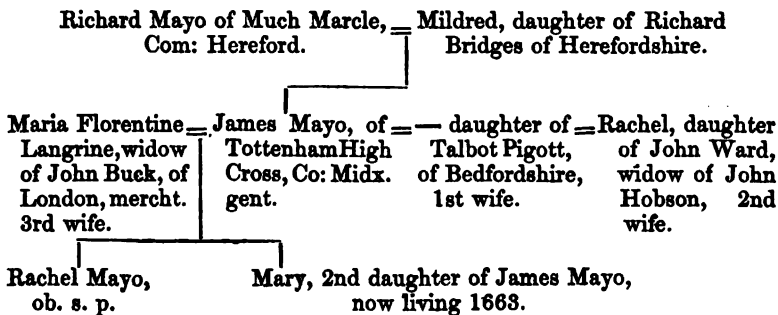 Richard Mayo of Much Marcle, = Mildred, daughter of Richard
Com: Hereford. Bridges of Herefordshire.
Maria Florentine = James Mayo, of = — daughter of = Rachel, daughter
Langrine, widow Tottenham High Talbot Pigott, of John Ward,
of John Buck, of Cross, Co: Midx. of Bedfordshire, widow of John
London, mercht. gent. 1st wife. Hobson, 2nd
3rd wife. wife.
Rachel Mayo, Mary, 2nd daughter of James Mayo,
ob. s. p. now living 1663.